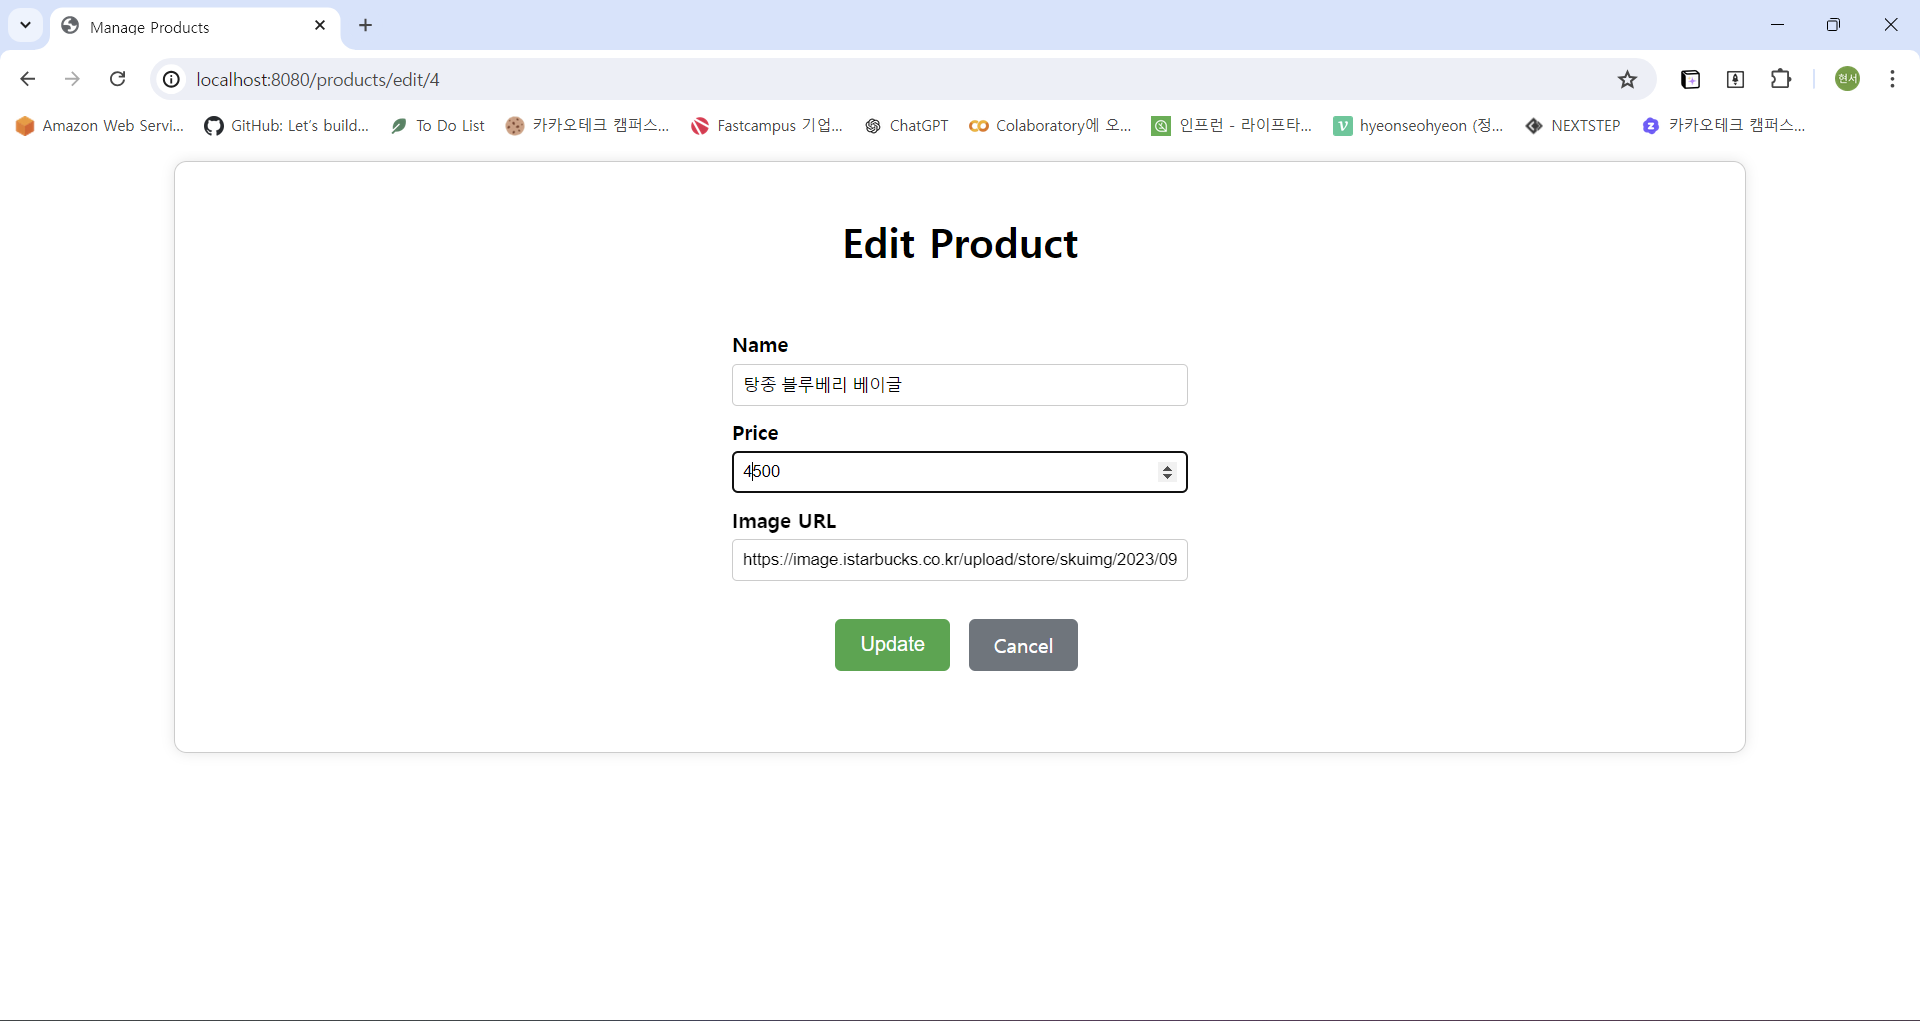 Manage Products
localhost:8080/products/edit/4
현서
Amazon Web Servi...
GitHub: Let's build...
To Do List
카카오테크 캠퍼스...
Fastcampus 기업...
ChatGPT
Colaboratory에 오...
인프런 - 라이프타...
hyeonseohyeon (정...
NEXTSTEP
카카오테크 캠퍼스...
Edit Product
Name
탕종 블루베리 베이글
Price
4500
Image URL
https://image.istarbucks.co.kr/upload/store/skuimg/2023/09
Update
Cancel